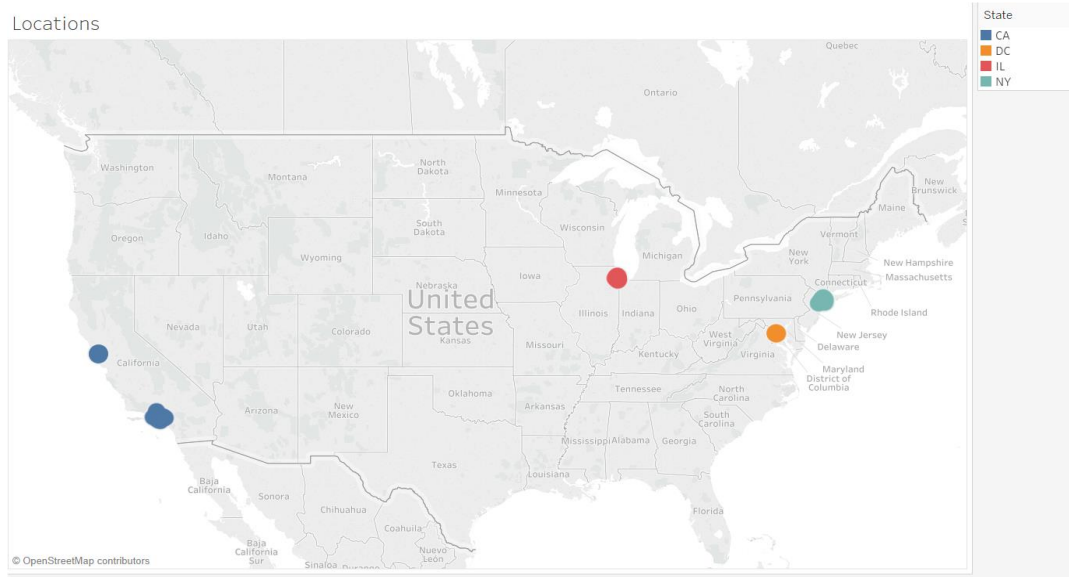 Locations
State
CA
DC
IL
NY
Quebec
Ontario
Washington
Montana
North
Dakota
Minnesota
New
Brunswick
Maine
Oregon
Idaho
South
Dakota
Wisconsin
Michigan
Vermont
New
York
Wyoming
New Hampshire
Massachusetts
Iowa
Nebraska
Connecticut
Pennsylvania
Rhode Island
United
States
Illinois
Indiana
Ohio
Nevada
Utah
Colorado
Kansas
Missouri
West
Virginia
New Jersey
Delaware
California
Kentucky
Virginia
Maryland
District of
Columbia
Oklahoma
Tennessee
North
Carolina
Arizona
New
Mexico
Arkansas
South
Carolina
Mississippi
Alabama
Georgia
Texas
Louisiana
Baja
California
Sonora
Chihuahua
Florida
Coahuila
Baja
California
Sur
Nuevo
León
Sinaloa
Durango
© OpenStreetMap contributors